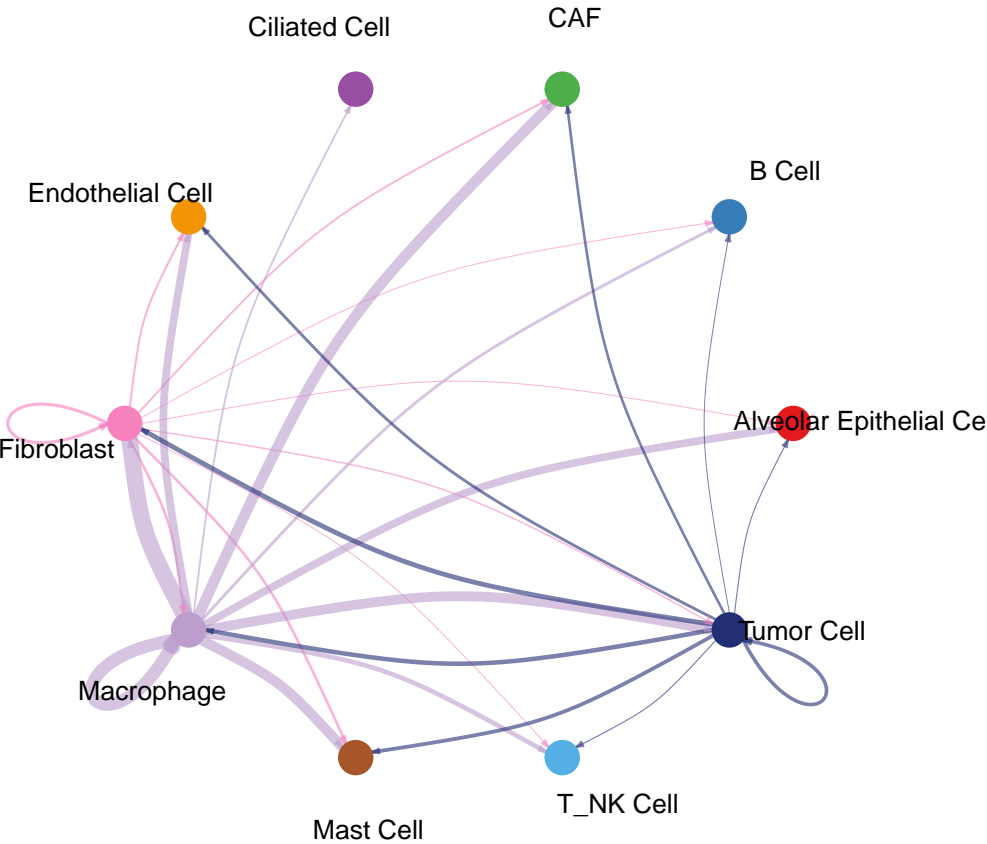 CAF
Ciliated Cell
B Cell
Endothelial Cell
Alveolar Epithelial Ce
Fibroblast
Tumor Cell
Macrophage
T_NK Cell
Mast Cell